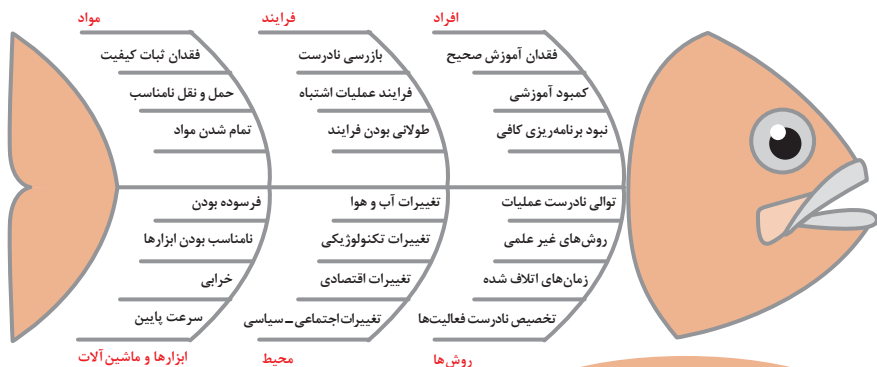 افراد
فرایند
مواد
فقدان آموزش صحیح
بازرسی نادرست
فقدان ثبات کیفیت
کمبود آموزشی
فرایند عملیات اشتباه
حمل و نقل نامناسب
نبود برنامه‌ریزی کافی
طولانی بودن فرایند
تمام شدن مواد
توالی نادرست عملیات
تغییرات آب و هوا
فرسوده بودن
روش‌های غیر علمی
تغییرات تکنولوژیکی
نامناسب بودن ابزارها
زمان‌های اتلاف شده
تغییرات اقتصادی
خرابی
تخصیص نادرست فعالیت‌ها
تغییرات اجتماعی ـ سیاسی
سرعت پایین
روش‌ها
محیط
ابزارها و ماشین آلات